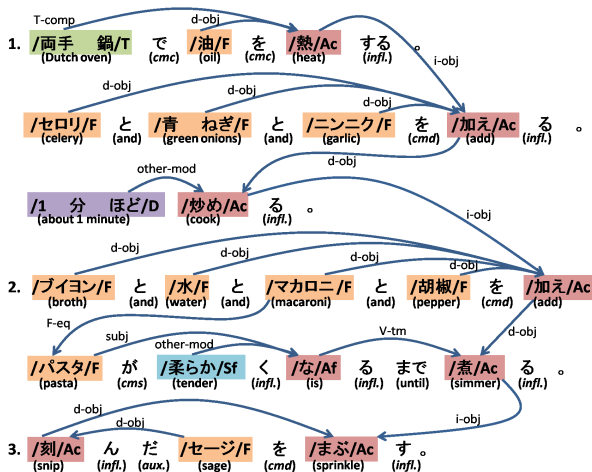 T-comp d-obj
1. /両手 鍋/T で /油/F を /熱/Ac する 。
(Dutch oven) (cmc) (oil) (cmc) (heat) (infl.)
i-obj
d-obj d-obj d-obj
/セロリ/F と /青 ねぎ/F と /ニンニク/F を /加え/Ac る 。
(celery) (and) (green onions) (and) (garlic) (cmd) (add) (infl.)
other-mod d-obj
/1 分 ほど/D /炒め/Ac る 。
(about 1 minute) (cook) (infl.)
i-obj
d-obj d-obj d-obj d-obj
2. /ブイヨン/F と /水/F と /マカロニ/F と /胡椒/F を /加え/Ac
(broth) (and) (water) (and) (macaroni) (and) (pepper) (cmd) (add)
F-eq subj other-mod V-tm d-obj
/パスタ/F が /柔らか/Sf く /な/Af る まで /煮/Ac る 。
(pasta) (cms) (tender) (infl.) (is) (infl.) (until) (simmer) (infl.)
d-obj d-obj i-obj
3. /刻/Ac ん だ /セージ/F を /まぶ/Ac す 。
(snip) (infl.) (aux.) (sage) (cmd) (sprinkle) (infl.)